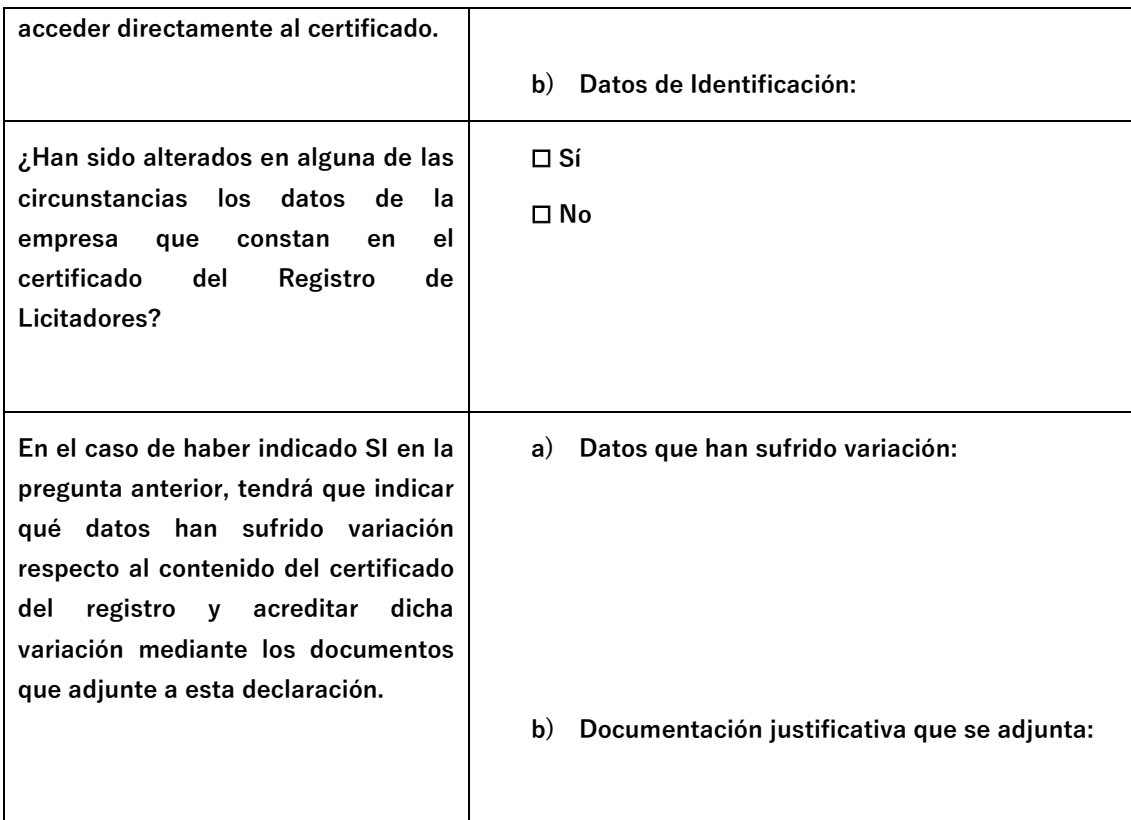 acceder directamente al certificado.
b) Datos de Identificación:
¿Han sido alterados en alguna de las
circunstancias los datos de la
empresa que constan en el
certificado del Registro de
Licitadores?
☐ Sí
☐ No
En el caso de haber indicado SI en la
pregunta anterior, tendrá que indicar
qué datos han sufrido variación
respecto al contenido del certificado
del registro y acreditar dicha
variación mediante los documentos
que adjunte a esta declaración.
a) Datos que han sufrido variación:
b) Documentación justificativa que se adjunta: